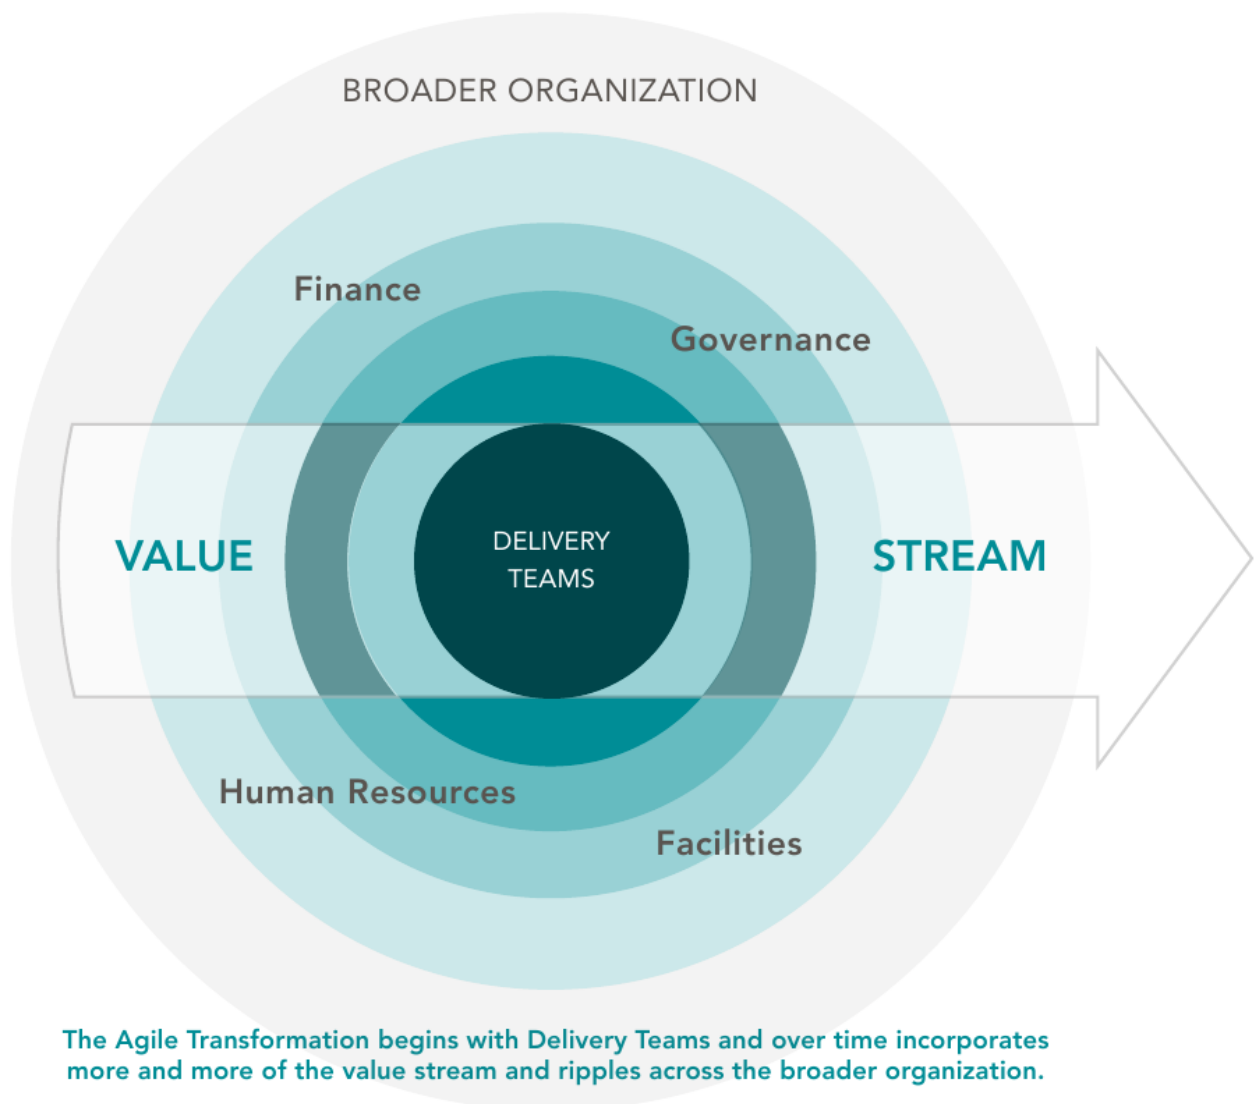 BROADER ORGANIZATION
Finance
Governance
VALUE
DELIVERY
TEAMS
STREAM
Human Resources
Facilities
The Agile Transformation begins with Delivery Teams and over time incorporates
more and more of the value stream and ripples across the broader organization.